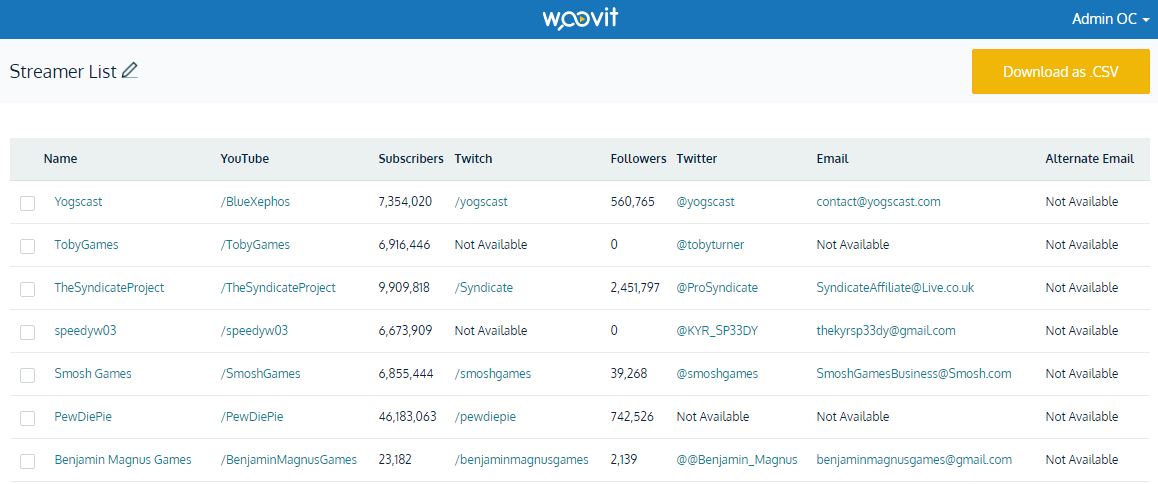 woovit
Admin OC
Streamer List
Download as .CSV
Name YouTube Subscribers Twitch Followers Twitter Email Alternate Email
Yogscast /BlueXephos 7,354,020 /yogscast 560,765 @yogscast contact@yogscast.com Not Available
TobyGames /TobyGames 6,916,446 Not Available 0 @tobyturner Not Available Not Available
TheSyndicateProject /TheSyndicateProject 9,909,818 /Syndicate 2,451,797 @ProSyndicate SyndicateAffiliate@Live.co.uk Not Available
speedyw03 /speedyw03 6,673,909 Not Available 0 @KYR_SP33DY thekyrsp33dy@gmail.com Not Available
Smosh Games /SmoshGames 6,855,444 /smoshgames 39,268 @smoshgames SmoshGamesBusiness@Smosh.com Not Available
PewDiePie /PewDiePie 46,183,063 /pewdiepie 742,526 Not Available Not Available Not Available
Benjamin Magnus Games /BenjaminMagnusGames 23,182 /benjaminmagnusgames 2,139 @@Benjamin_Magnus benjaminmagnusgames@gmail.com Not Available